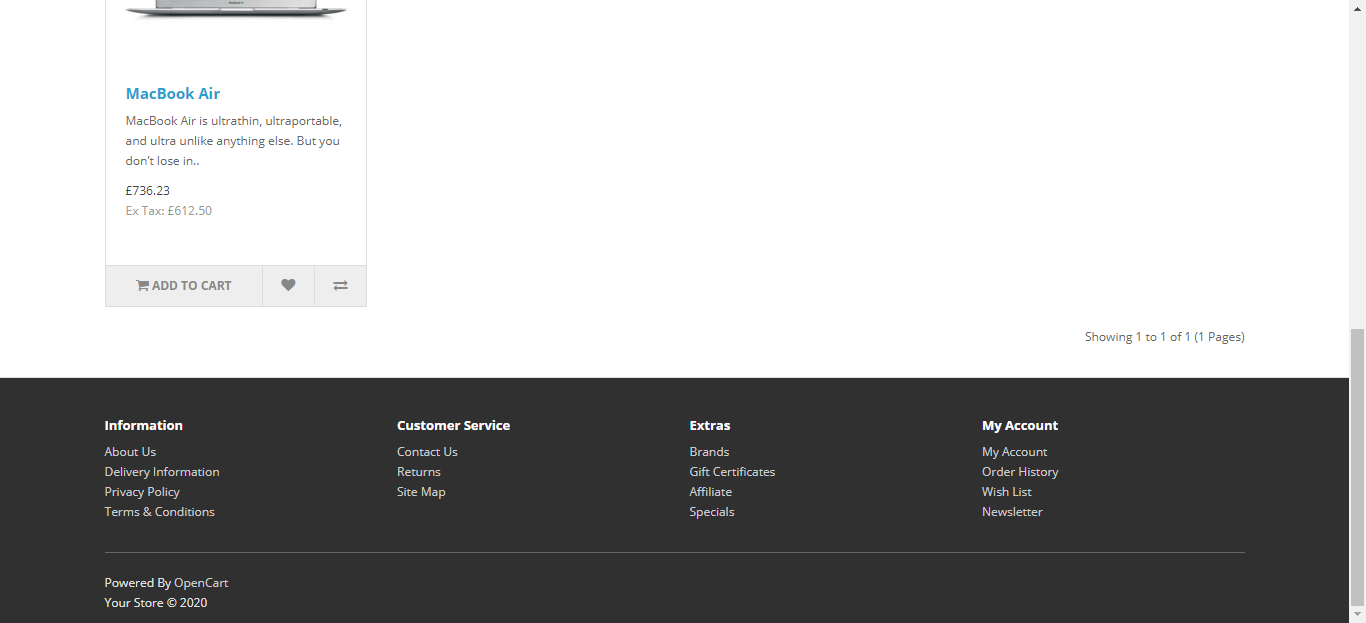 MacBook Air
MacBook Air is ultrathin, ultraportable,
and ultra unlike anything else. But you
don’t lose in..
£736.23
Ex Tax: £612.50
ADD TO CART
Showing 1 to 1 of 1 (1 Pages)
Information
About Us
Delivery Information
Privacy Policy
Terms & Conditions
Customer Service
Contact Us
Returns
Site Map
Extras
Brands
Gift Certificates
Affiliate
Specials
My Account
My Account
Order History
Wish List
Newsletter
Powered By OpenCart
Your Store © 2020